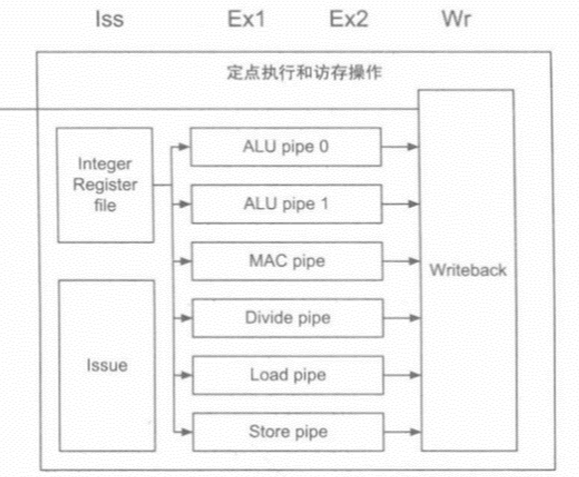 Iss Ex1 Ex2 Wr
定点执行和访存操作
Integer
Register
file
ALU pipe 0
ALU pipe 1
MAC pipe
Divide pipe
Load pipe
Store pipe
Issue
Writeback